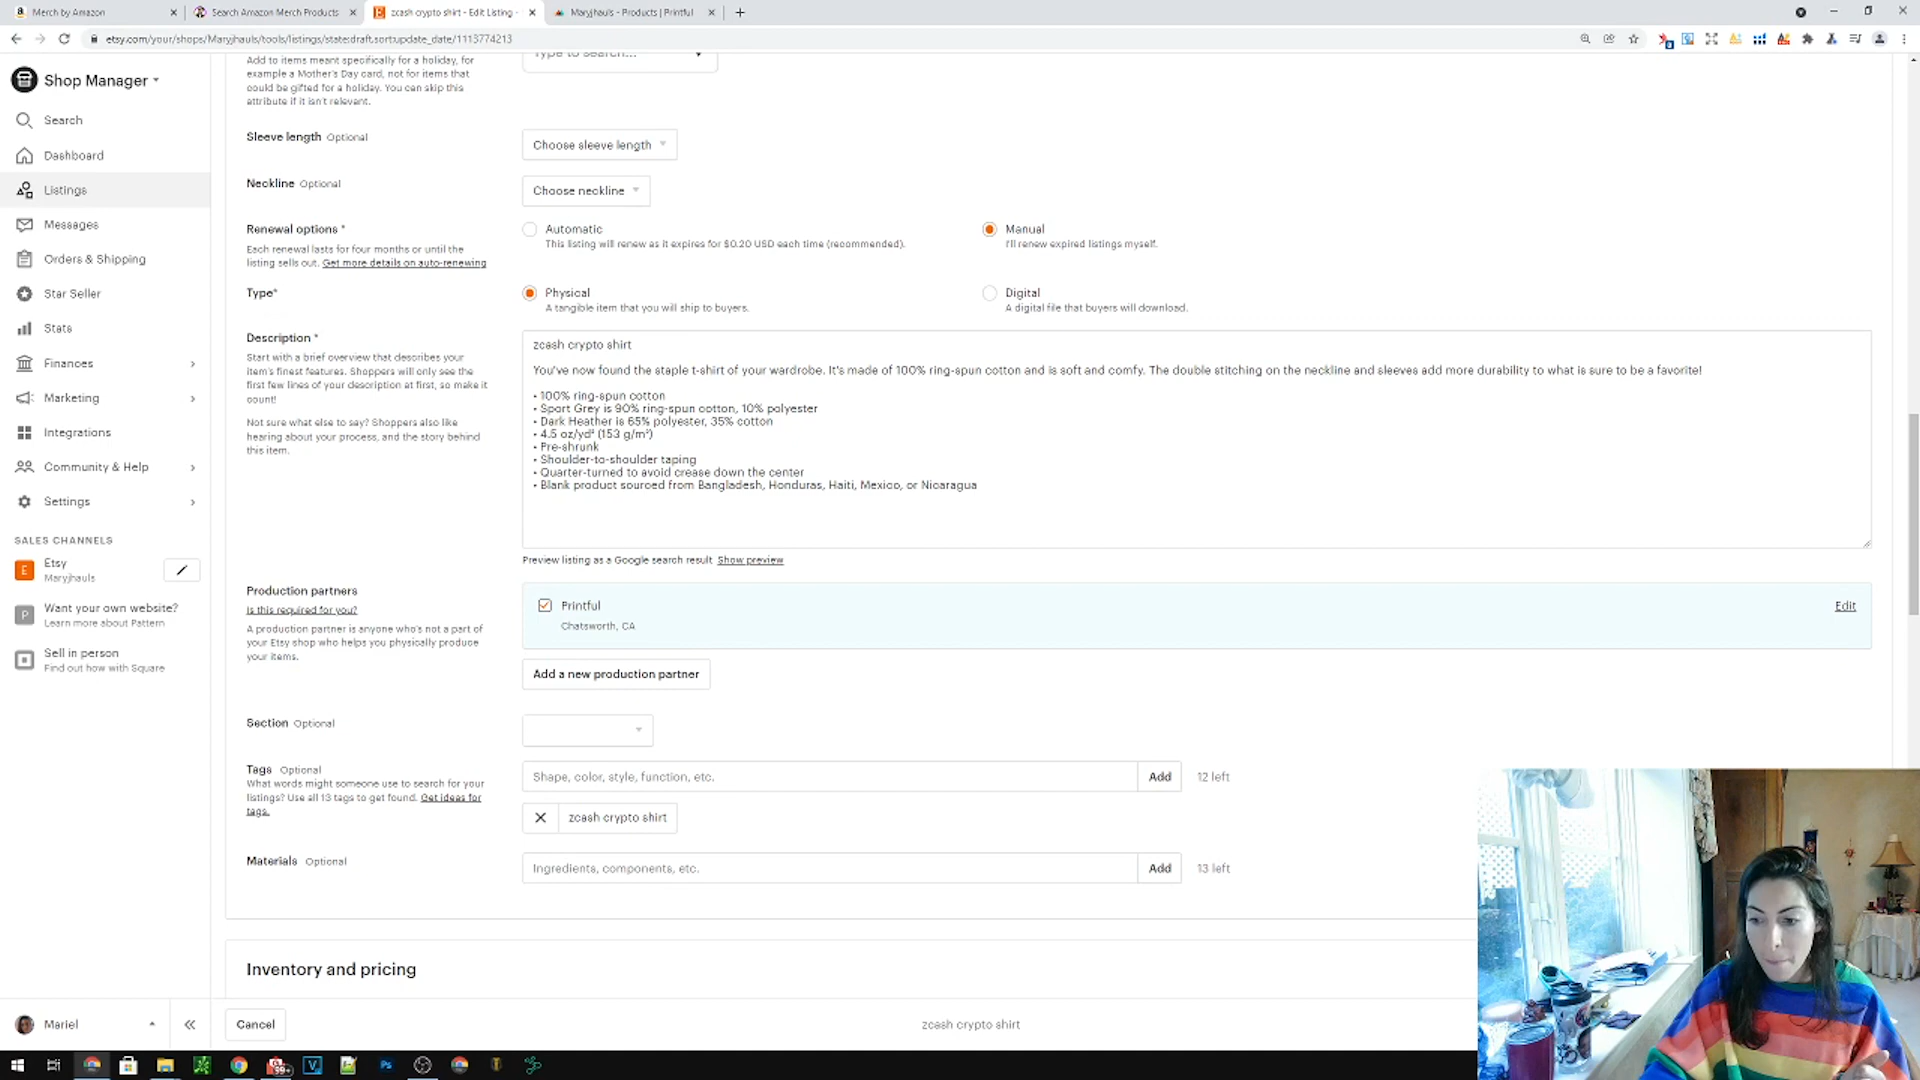 Merch by Amazon
Search Amazon Merch Products
zcash crypto shirt - Edit Listing -
Maryjhauls - Products | Printful
etsy.com/your/shops/Maryjhauls/tools/listings/state:draft,sort:update_date/1113774213
Shop Manager
Search
Dashboard
Listings
Messages
Orders & Shipping
Star Seller
Stats
Finances
Marketing
Integrations
Community & Help
Settings
SALES CHANNELS
E
Etsy
Maryjhauls
P
Want your own website?
Learn more about Pattern
Sell in person
Find out how with Square
Mariel
Add to items meant specifically for a holiday, for
example a Mother's Day card, not for items that
could be gifted for a holiday. You can skip this
attribute if it isn't relevant.
Type to search...
Sleeve length Optional
Choose sleeve length
Neckline Optional
Choose neckline
Renewal options *
Each renewal lasts for four months or until the
listing sells out. Get more details on auto-renewing
Automatic
This listing will renew as it expires for $0.20 USD each time (recommended).
Manual
I'll renew expired listings myself.
Type*
Physical
A tangible item that you will ship to buyers.
Digital
A digital file that buyers will download.
Description *
Start with a brief overview that describes your
item's finest features. Shoppers will only see the
first few lines of your description at first, so make it
count!
Not sure what else to say? Shoppers also like
hearing about your process, and the story behind
this item.
zcash crypto shirt
You've now found the staple t-shirt of your wardrobe. It's made of 100% ring-spun cotton and is soft and comfy. The double stitching on the neckline and sleeves add more durability to what is sure to be a favorite!
• 100% ring-spun cotton
• Sport Grey is 90% ring-spun cotton, 10% polyester
• Dark Heather is 65% polyester, 35% cotton
• 4.5 oz/yd² (153 g/m²)
• Pre-shrunk
• Shoulder-to-shoulder taping
• Quarter-turned to avoid crease down the center
• Blank product sourced from Bangladesh, Honduras, Haiti, Mexico, or Nicaragua
Preview listing as a Google search result Show preview
Production partners
Is this required for you?
A production partner is anyone who's not a part of
your Etsy shop who helps you physically produce
your items.
Printful
Chatsworth, CA
Edit
Add a new production partner
Section Optional
Tags Optional
What words might someone use to search for your
listings? Use all 13 tags to get found. Get ideas for
tags.
Shape, color, style, function, etc.
Add
12 left
zcash crypto shirt
Materials Optional
Ingredients, components, etc.
Add
13 left
Inventory and pricing
Cancel
zcash crypto shirt
99+
Ps